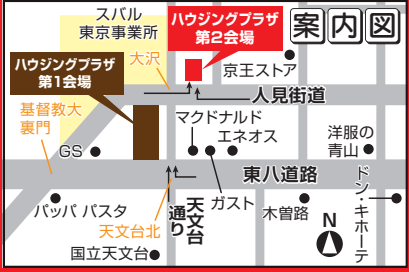 案内図
スバル
東京事業所
ハウジングプラザ
第2会場
大沢
京王ストア
ハウジングプラザ
第1会場
人見街道
基督教大
裏門
マクドナルド
エネオス
洋服の
青山
GS
東八道路
パッパ パスタ
天文台北
天文台
通り
ガスト
木曽路
ドン・キホーテ
N
国立天文台